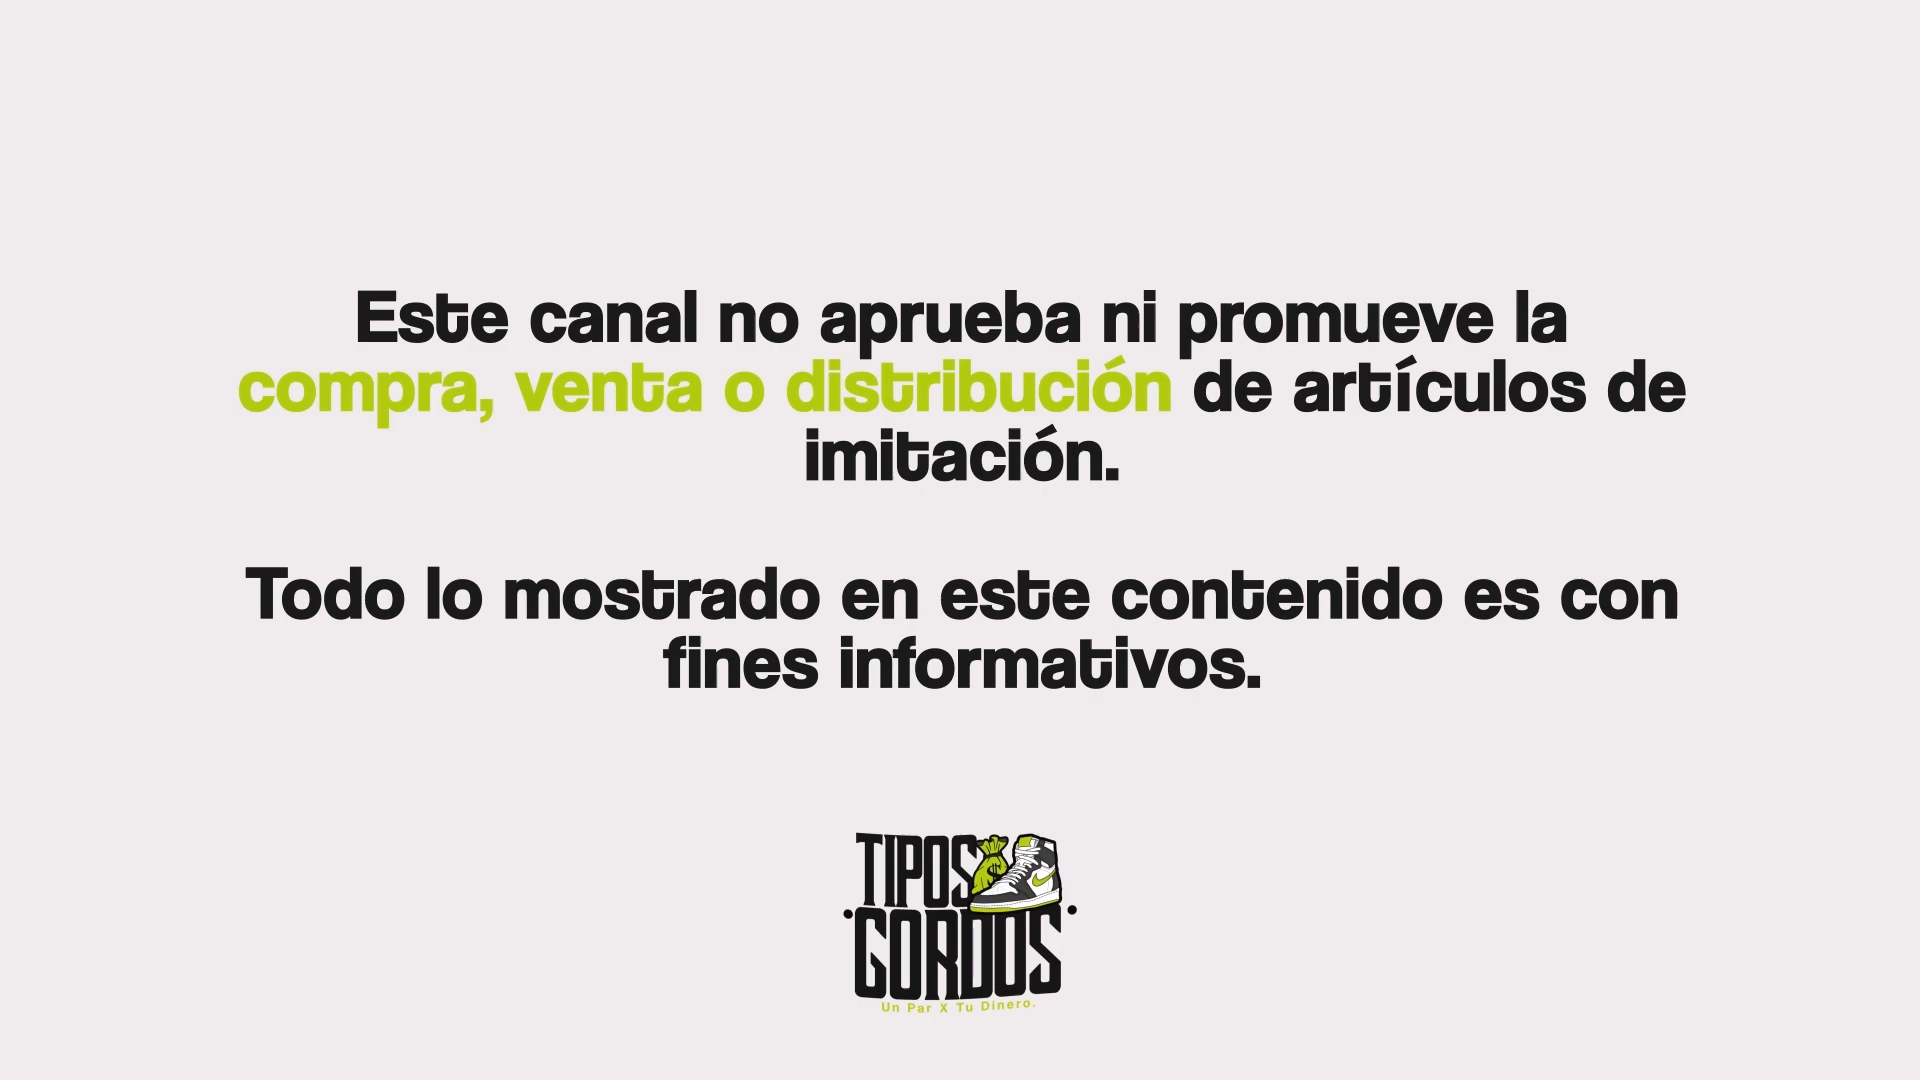 Este canal no aprueba ni promueve la
compra, venta o distribución de artículos de
imitación.
Todo lo mostrado en este contenido es con
fines informativos.
TIPOS
GORDOS
Un Par X Tu Dinero.